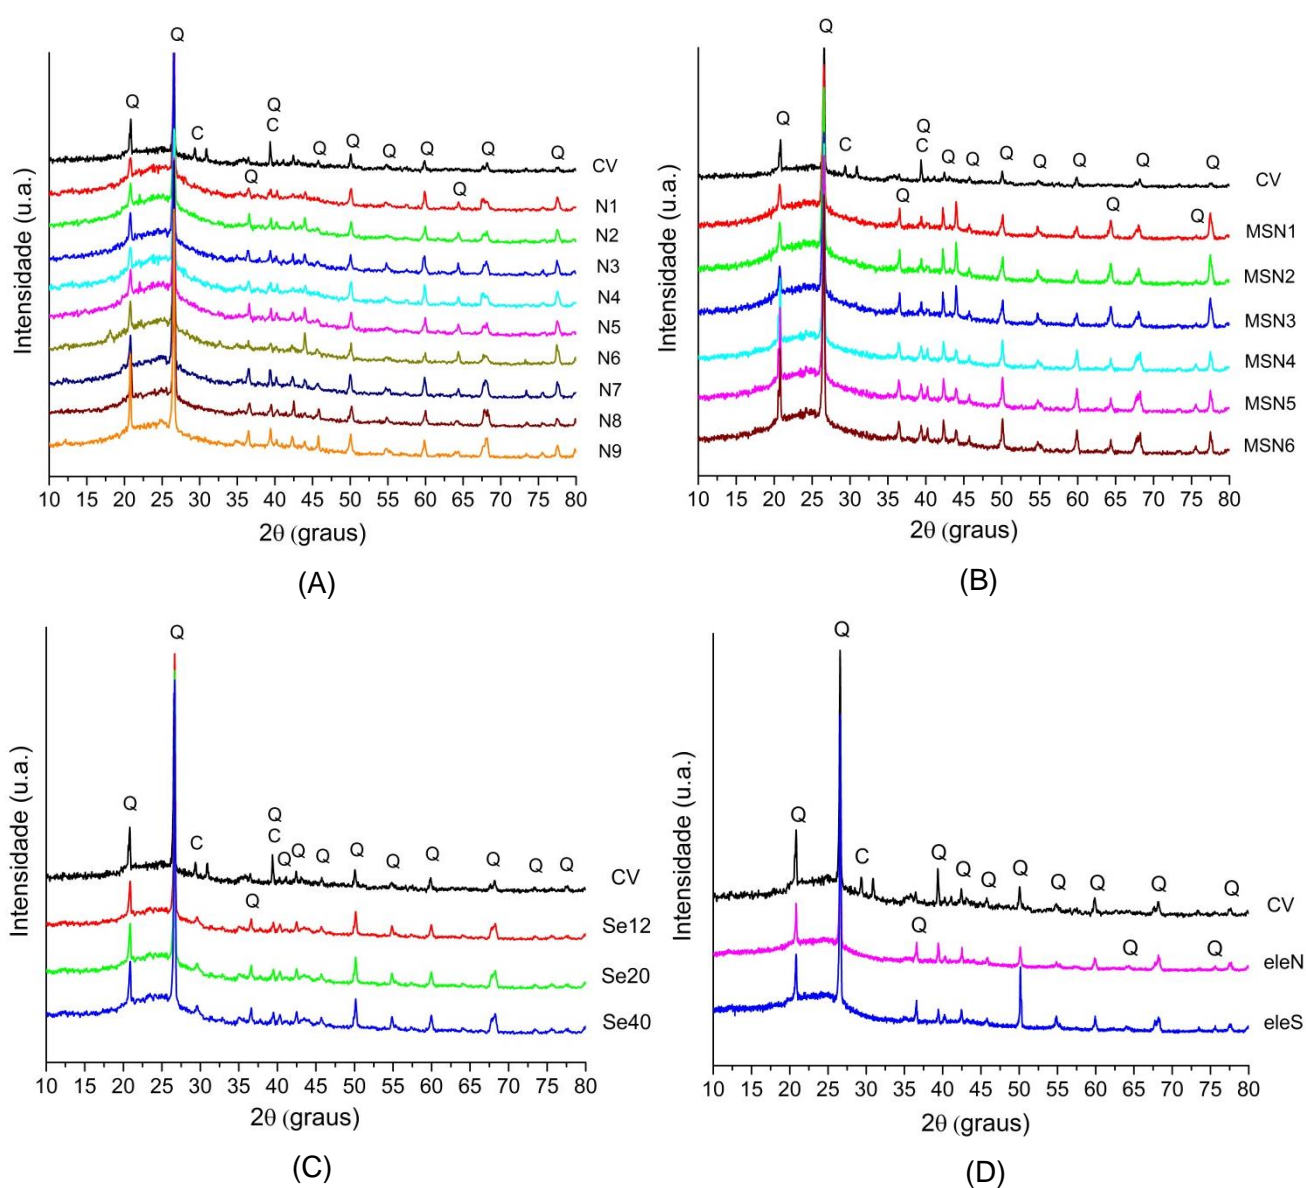 Q
Q
Q
C
C
Q
Q
Q
Q
Q
Q
Q
Q
CV
N1
N2
N3
N4
N5
N6
N7
N8
N9
Intensidade (u.a.)
10 15 20 25 30 35 40 45 50 55 60 65 70 75 80
2θ (graus)
(A)
Q
Q
Q
C
C
Q
Q
Q
Q
Q
Q
Q
Q
Q
Q
CV
MSN1
MSN2
MSN3
MSN4
MSN5
MSN6
Intensidade (u.a.)
10 15 20 25 30 35 40 45 50 55 60 65 70 75 80
2θ (graus)
(B)
Q
Q
Q
C
C
Q
Q
Q
Q
Q
Q
Q
Q
Q
Q
CV
Se12
Se20
Se40
Intensidade (u.a.)
10 15 20 25 30 35 40 45 50 55 60 65 70 75 80
2θ (graus)
(C)
Q
Q
C
Q
Q
Q
Q
Q
Q
Q
Q
Q
Q
Q
CV
eleN
eleS
Intensidade (u.a.)
10 15 20 25 30 35 40 45 50 55 60 65 70 75 80
2θ (graus)
(D)